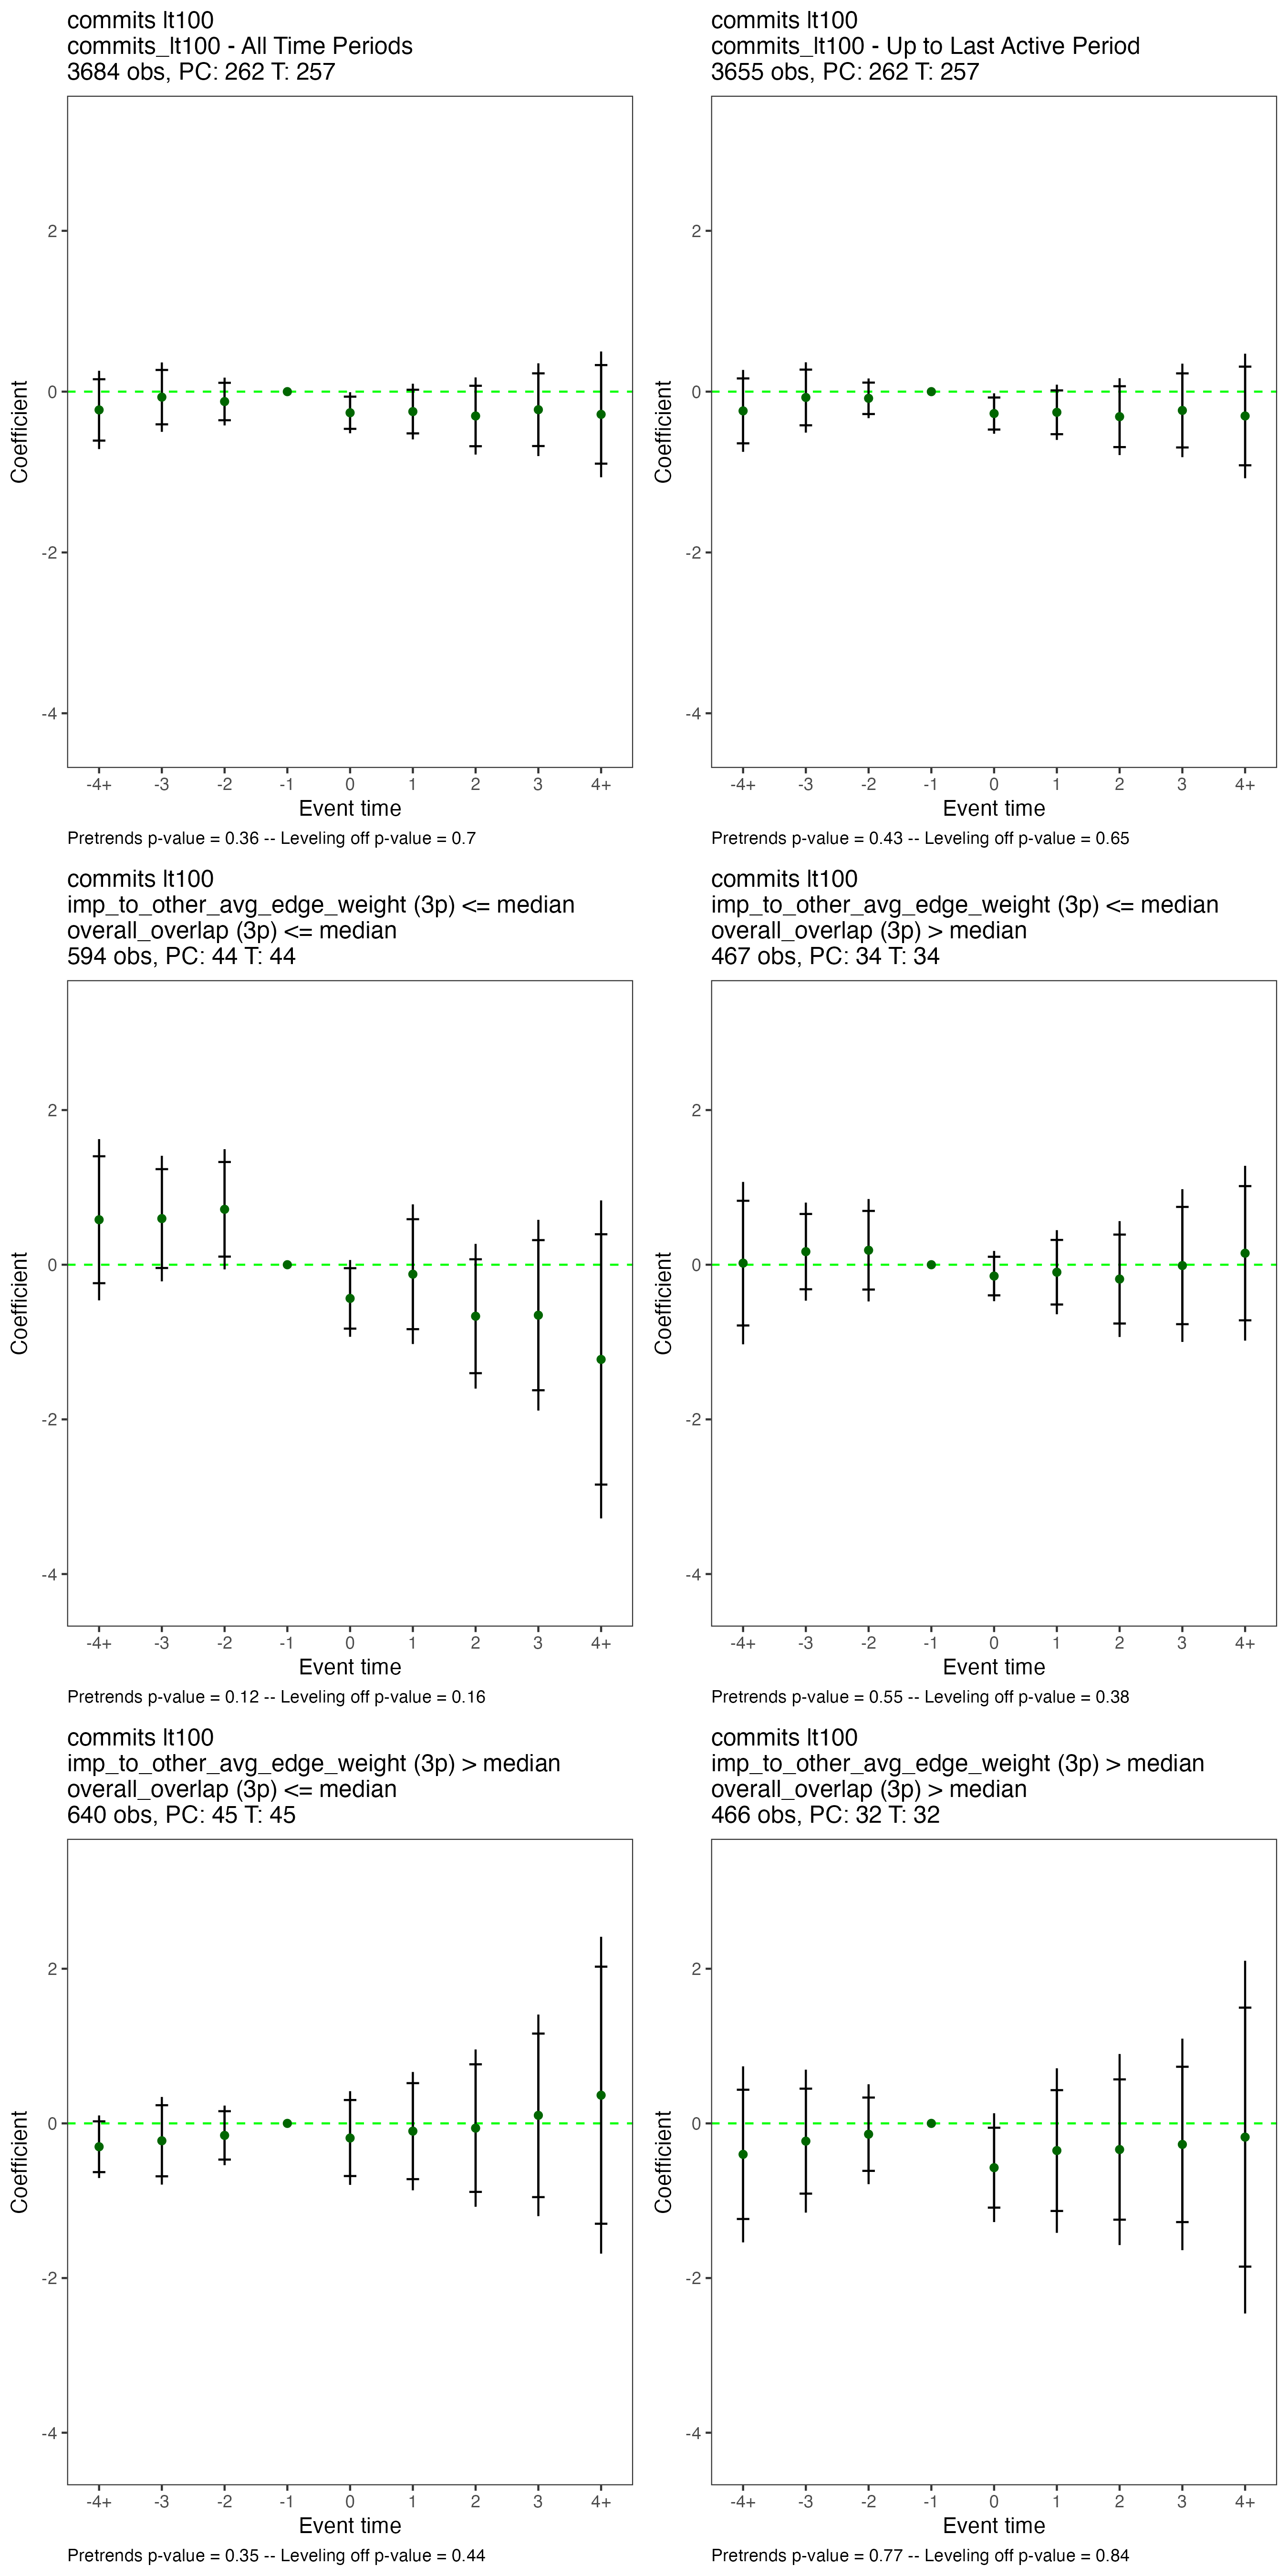 commits lt100
commits_lt100 - All Time Periods
3684 obs, PC: 262 T: 257
2
0
-2
-4
Coefficient
-4+ -3 -2 -1 0 1 2 3 4+
Event time
Pretrends p-value = 0.36 -- Leveling off p-value = 0.7
commits lt100
commits_lt100 - Up to Last Active Period
3655 obs, PC: 262 T: 257
2
0
-2
-4
Coefficient
-4+ -3 -2 -1 0 1 2 3 4+
Event time
Pretrends p-value = 0.43 -- Leveling off p-value = 0.65
commits lt100
imp_to_other_avg_edge_weight (3p) <= median
overall_overlap (3p) <= median
594 obs, PC: 44 T: 44
2
0
-2
-4
Coefficient
-4+ -3 -2 -1 0 1 2 3 4+
Event time
Pretrends p-value = 0.12 -- Leveling off p-value = 0.16
commits lt100
imp_to_other_avg_edge_weight (3p) <= median
overall_overlap (3p) > median
467 obs, PC: 34 T: 34
2
0
-2
-4
Coefficient
-4+ -3 -2 -1 0 1 2 3 4+
Event time
Pretrends p-value = 0.55 -- Leveling off p-value = 0.38
commits lt100
imp_to_other_avg_edge_weight (3p) > median
overall_overlap (3p) <= median
640 obs, PC: 45 T: 45
2
0
-2
-4
Coefficient
-4+ -3 -2 -1 0 1 2 3 4+
Event time
Pretrends p-value = 0.35 -- Leveling off p-value = 0.44
commits lt100
imp_to_other_avg_edge_weight (3p) > median
overall_overlap (3p) > median
466 obs, PC: 32 T: 32
2
0
-2
-4
Coefficient
-4+ -3 -2 -1 0 1 2 3 4+
Event time
Pretrends p-value = 0.77 -- Leveling off p-value = 0.84